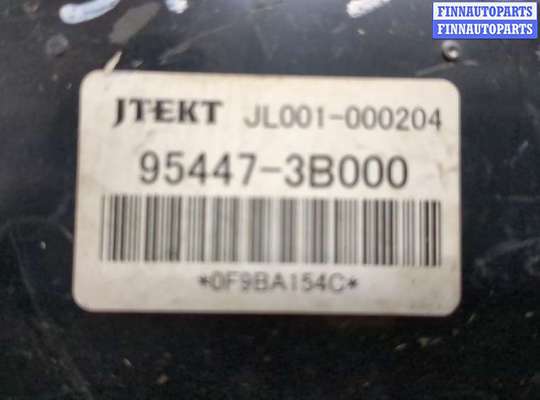 FINNAUTOPARTS
FINNAUTOPARTS
JTEKT JL001-000204
95447-3B000
*0F9BA154C*